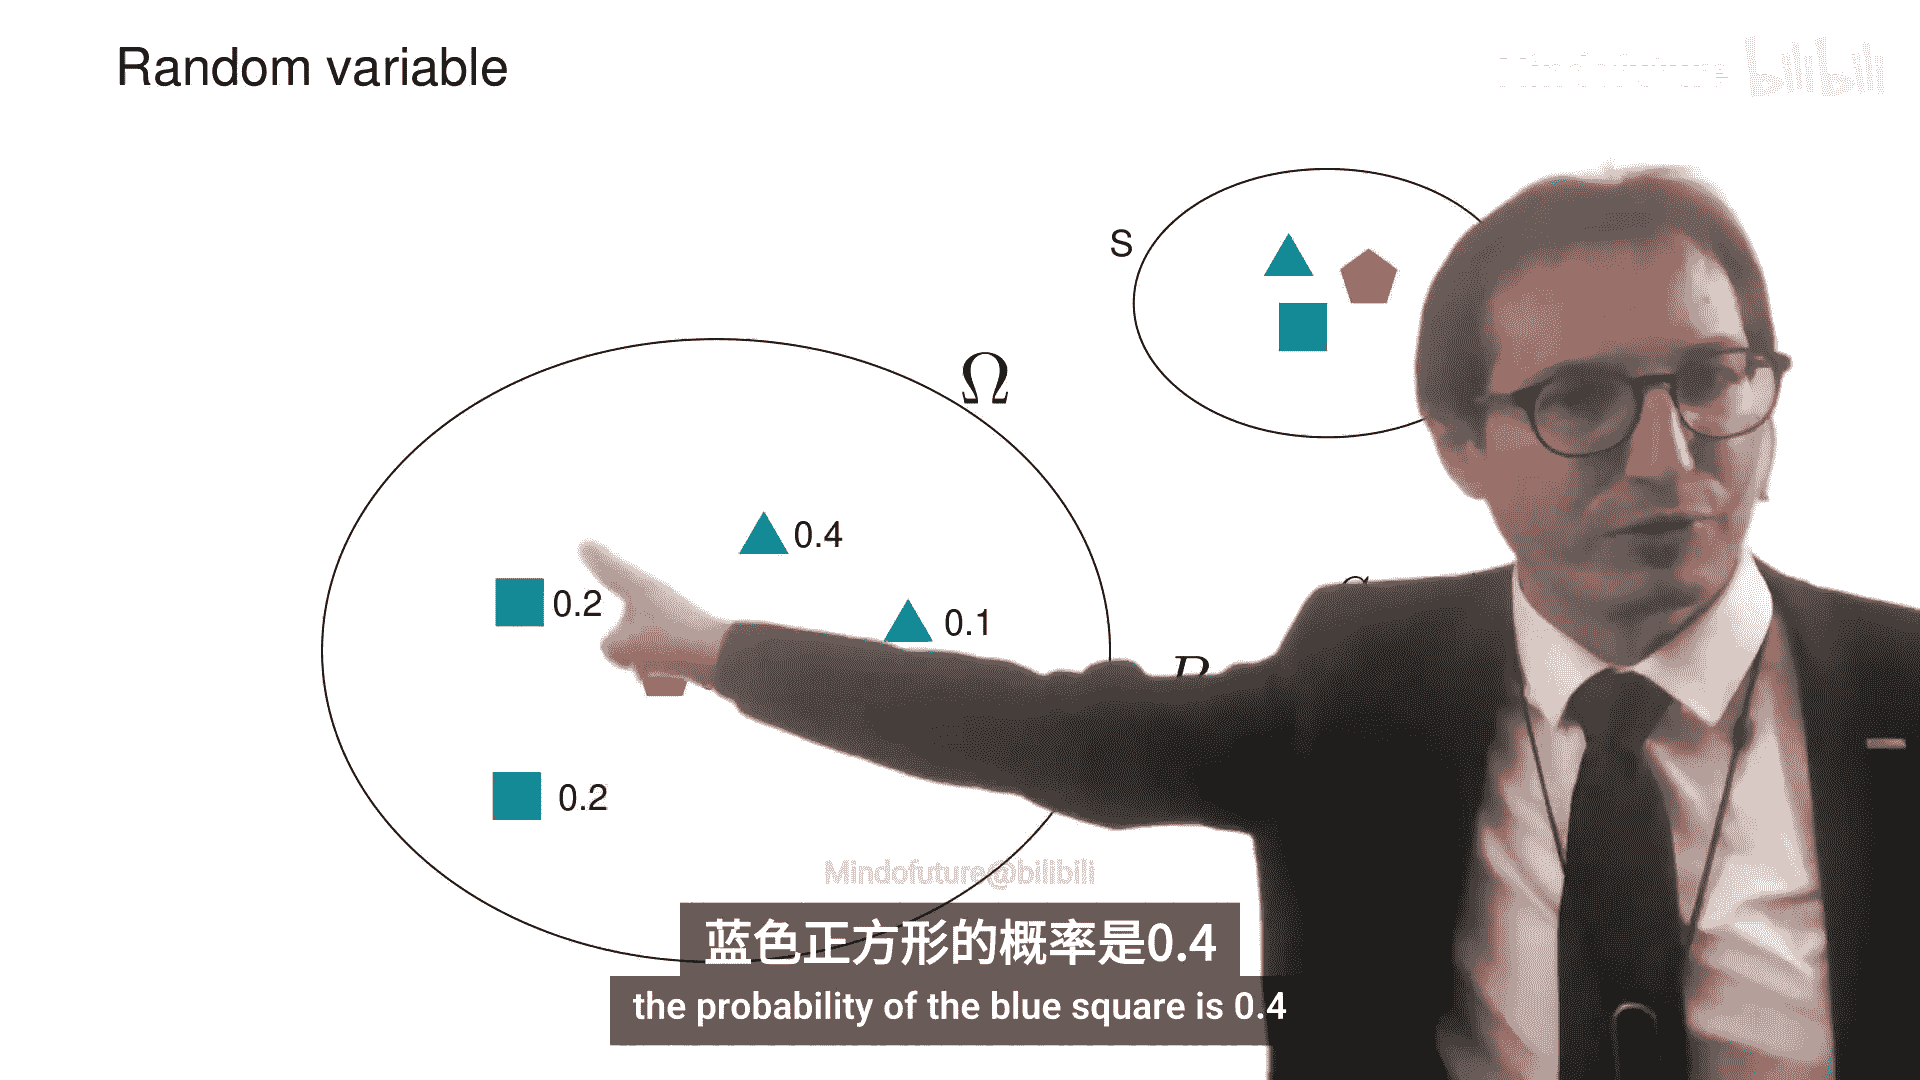 Random variable
bilibili
S
Ω
0.4
0.2
0.1
0.2
Mindofuture@bilibili
蓝色正方形的概率是0.4
the probability of the blue square is 0.4